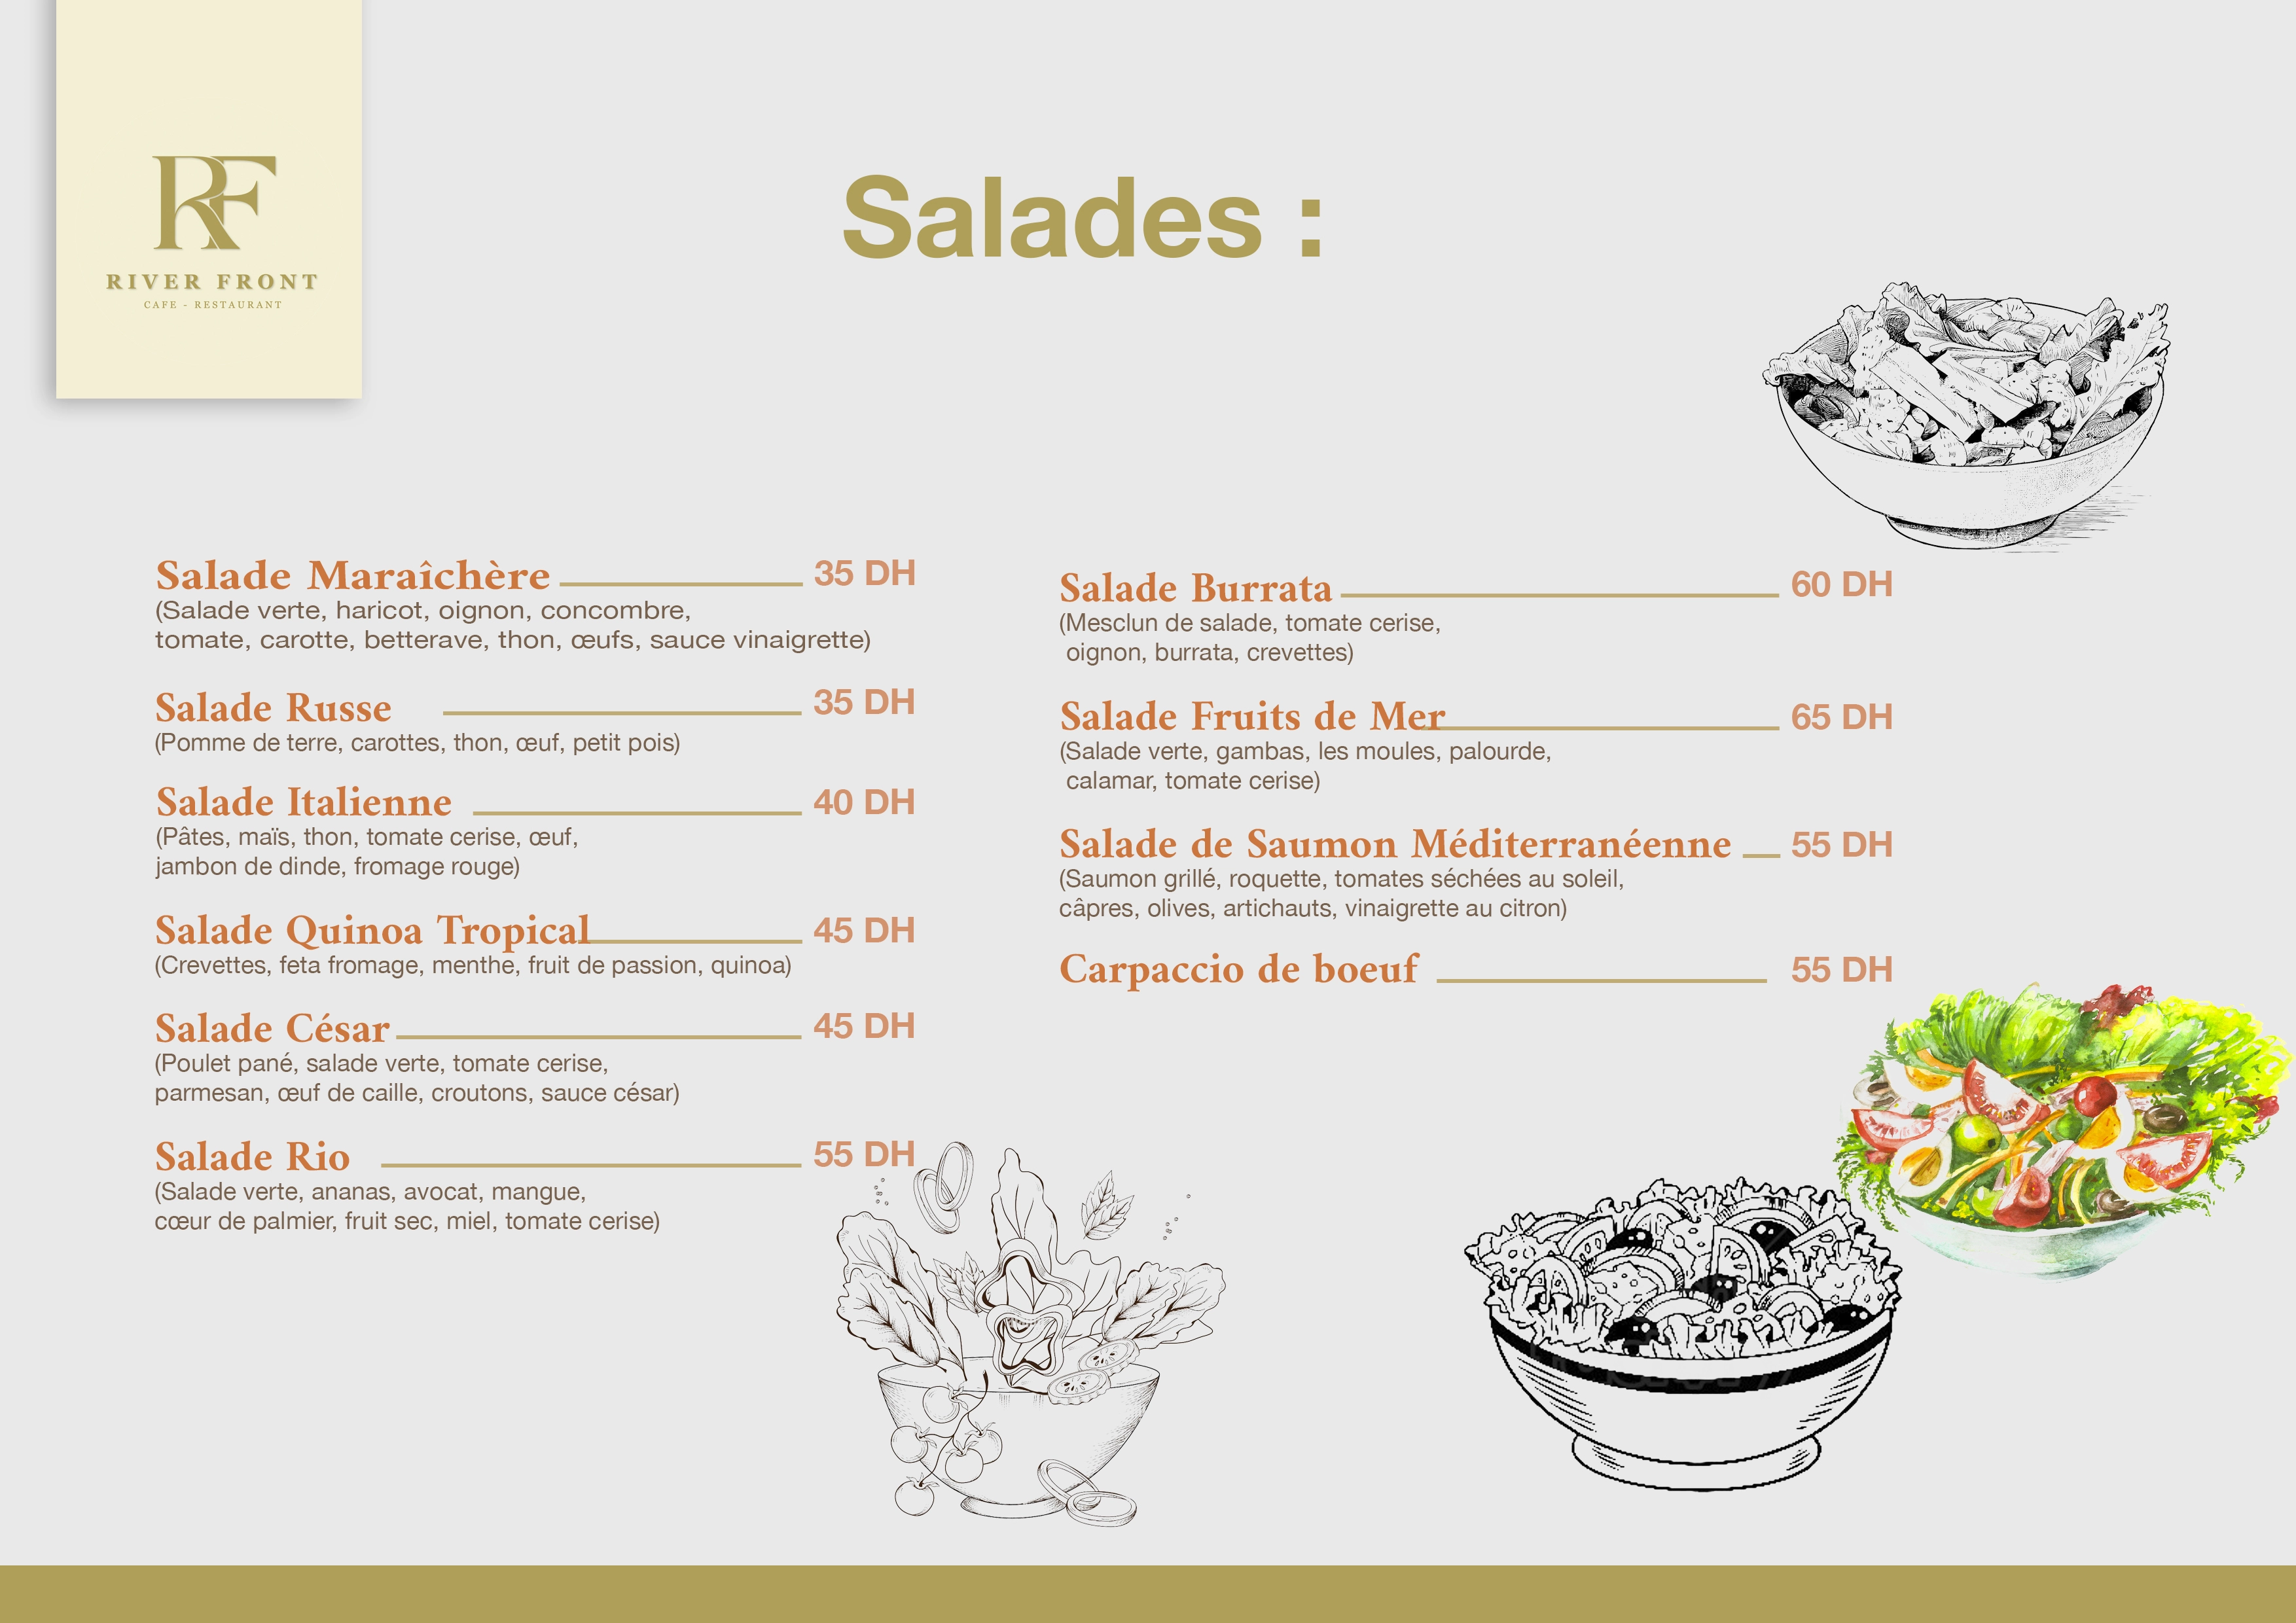 RF
RIVER FRONT
CAFE - RESTAURANT
Salades :
Salade Maraîchère 35 DH
(Salade verte, haricot, oignon, concombre,
tomate, carotte, betterave, thon, œufs, sauce vinaigrette)
Salade Russe 35 DH
(Pomme de terre, carottes, thon, œuf, petit pois)
Salade Italienne 40 DH
(Pâtes, maïs, thon, tomate cerise, œuf,
jambon de dinde, fromage rouge)
Salade Quinoa Tropical 45 DH
(Crevettes, feta fromage, menthe, fruit de passion, quinoa)
Salade César 45 DH
(Poulet pané, salade verte, tomate cerise,
parmesan, œuf de caille, croutons, sauce césar)
Salade Rio 55 DH
(Salade verte, ananas, avocat, mangue,
cœur de palmier, fruit sec, miel, tomate cerise)
Salade Burrata 60 DH
(Mesclun de salade, tomate cerise,
oignon, burrata, crevettes)
Salade Fruits de Mer 65 DH
(Salade verte, gambas, les moules, palourde,
calamar, tomate cerise)
Salade de Saumon Méditerranéenne 55 DH
(Saumon grillé, roquette, tomates séchées au soleil,
câpres, olives, artichauts, vinaigrette au citron)
Carpaccio de boeuf 55 DH